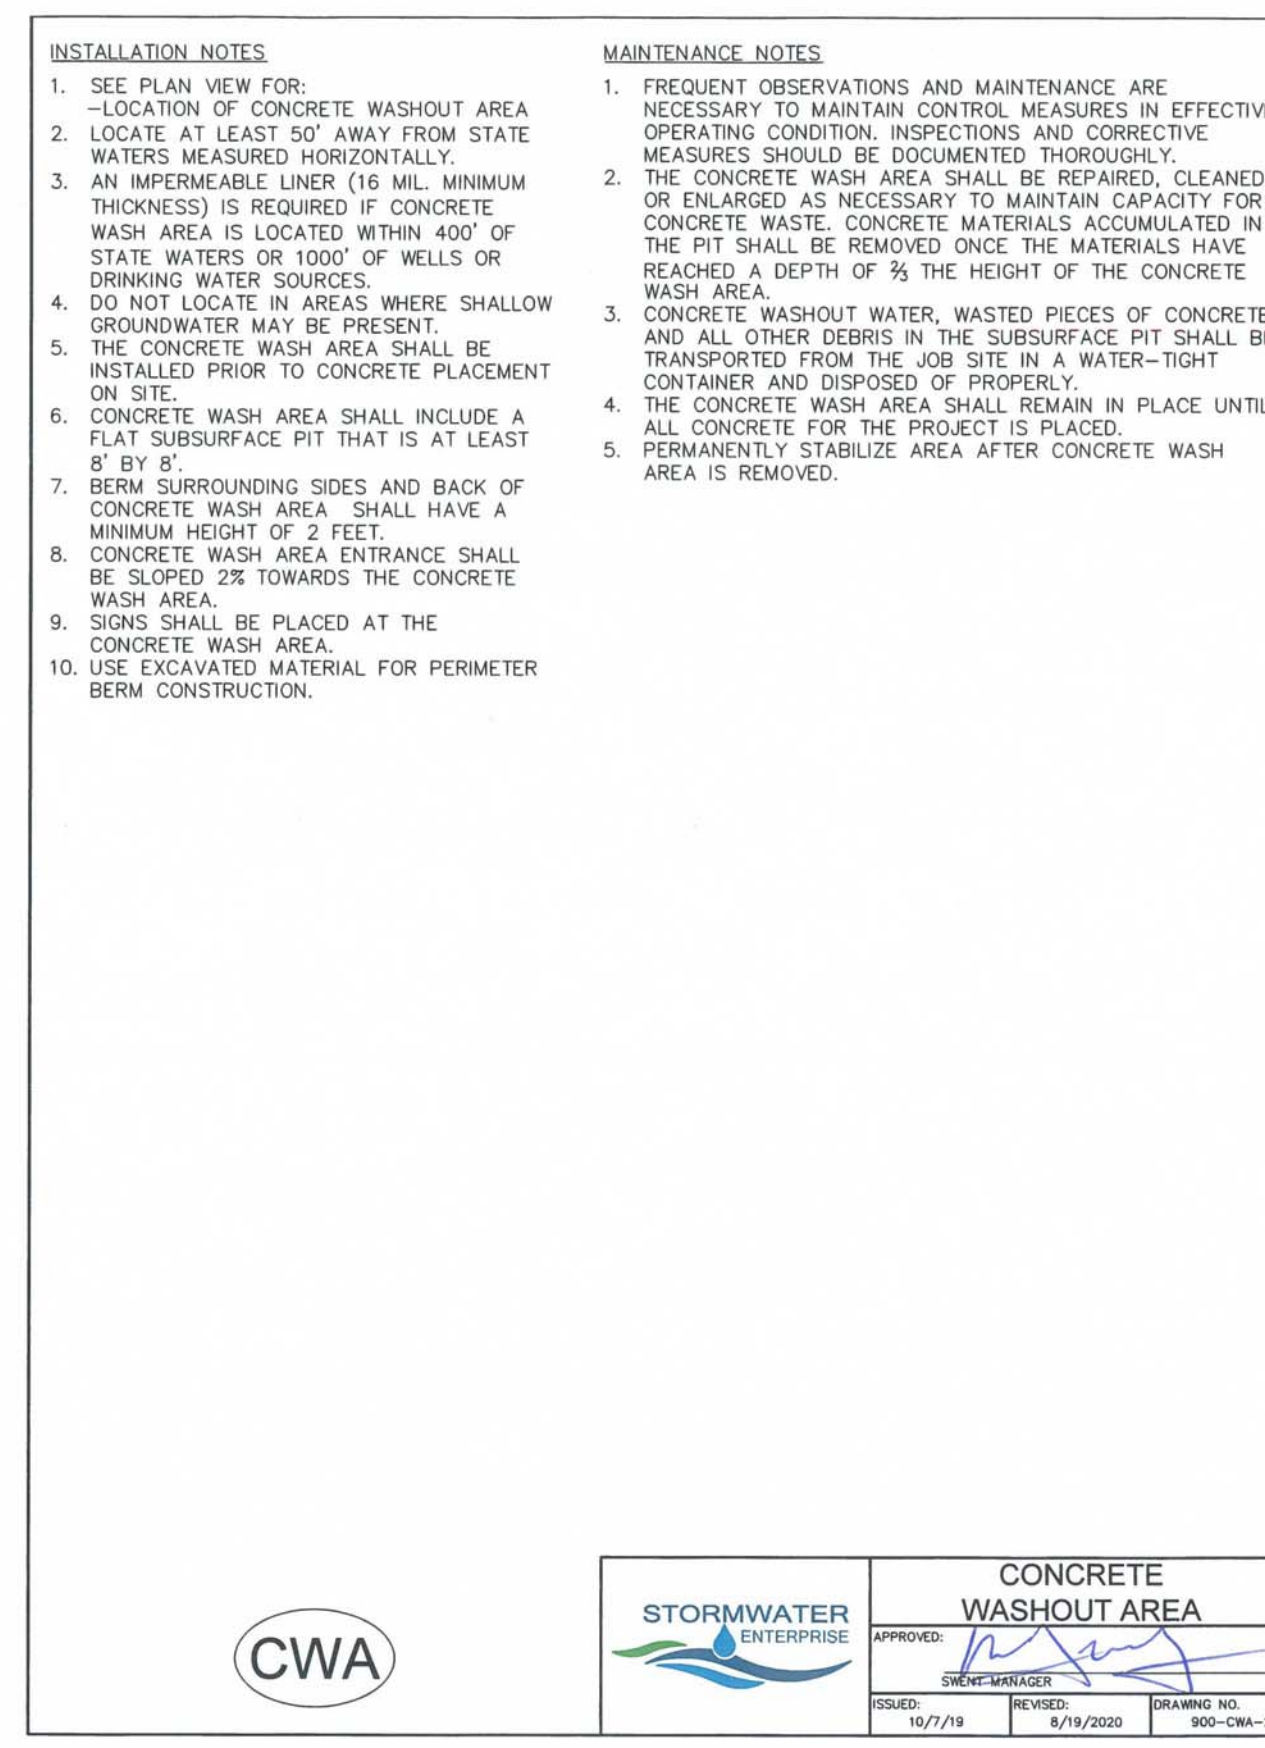 INSTALLATION NOTES
1. SEE PLAN VIEW FOR:
-LOCATION OF CONCRETE WASHOUT AREA
2. LOCATE AT LEAST 50' AWAY FROM STATE
WATERS MEASURED HORIZONTALLY.
3. AN IMPERMEABLE LINER (16 MIL. MINIMUM
THICKNESS) IS REQUIRED IF CONCRETE
WASH AREA IS LOCATED WITHIN 400' OF
STATE WATERS OR 1000' OF WELLS OR
DRINKING WATER SOURCES.
4. DO NOT LOCATE IN AREAS WHERE SHALLOW
GROUNDWATER MAY BE PRESENT.
5. THE CONCRETE WASH AREA SHALL BE
INSTALLED PRIOR TO CONCRETE PLACEMENT
ON SITE.
6. CONCRETE WASH AREA SHALL INCLUDE A
FLAT SUBSURFACE PIT THAT IS AT LEAST
8' BY 8'.
7. BERM SURROUNDING SIDES AND BACK OF
CONCRETE WASH AREA SHALL HAVE A
MINIMUM HEIGHT OF 2 FEET.
8. CONCRETE WASH AREA ENTRANCE SHALL
BE SLOPED 2% TOWARDS THE CONCRETE
WASH AREA.
9. SIGNS SHALL BE PLACED AT THE
CONCRETE WASH AREA.
10. USE EXCAVATED MATERIAL FOR PERIMETER
BERM CONSTRUCTION.
MAINTENANCE NOTES
1. FREQUENT OBSERVATIONS AND MAINTENANCE ARE
NECESSARY TO MAINTAIN CONTROL MEASURES IN EFFECTIV
OPERATING CONDITION. INSPECTIONS AND CORRECTIVE
MEASURES SHOULD BE DOCUMENTED THOROUGHLY.
2. THE CONCRETE WASH AREA SHALL BE REPAIRED, CLEANED
OR ENLARGED AS NECESSARY TO MAINTAIN CAPACITY FOR
CONCRETE WASTE. CONCRETE MATERIALS ACCUMULATED IN
THE PIT SHALL BE REMOVED ONCE THE MATERIALS HAVE
REACHED A DEPTH OF ⅔ THE HEIGHT OF THE CONCRETE
WASH AREA.
3. CONCRETE WASHOUT WATER, WASTED PIECES OF CONCRETE
AND ALL OTHER DEBRIS IN THE SUBSURFACE PIT SHALL BE
TRANSPORTED FROM THE JOB SITE IN A WATER-TIGHT
CONTAINER AND DISPOSED OF PROPERLY.
4. THE CONCRETE WASH AREA SHALL REMAIN IN PLACE UNTIL
ALL CONCRETE FOR THE PROJECT IS PLACED.
5. PERMANENTLY STABILIZE AREA AFTER CONCRETE WASH
AREA IS REMOVED.
CWA
STORMWATER
ENTERPRISE
CONCRETE
WASHOUT AREA
APPROVED:
SWENT MANAGER
ISSUED:
10/7/19
REVISED:
8/19/2020
DRAWING NO.
900-CWA-